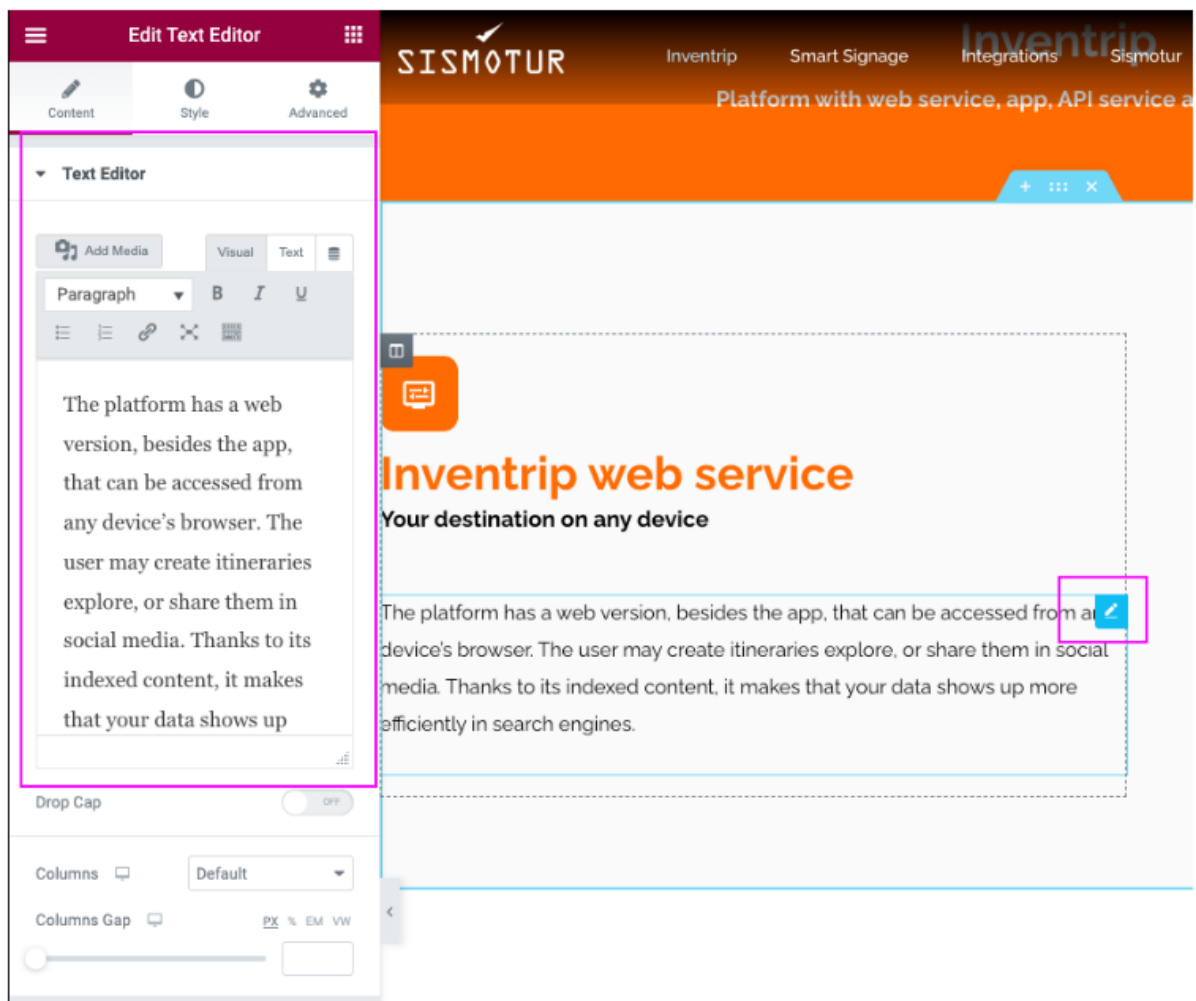 Edit Text Editor
Content
Style
Advanced
Text Editor
Add Media
Visual
Text
Paragraph
B
I
U
The platform has a web
version, besides the app,
that can be accessed from
any device’s browser. The
user may create itineraries
explore, or share them in
social media. Thanks to its
indexed content, it makes
that your data shows up
Drop Cap
OFF
Columns
Default
Columns Gap
PX % EM VW
SISMOTUR
Inventrip
Smart Signage
Integrations
Sismotur
Inventrip
Platform with web service, app, API service a
Inventrip web service
Your destination on any device
The platform has a web version, besides the app, that can be accessed from
device's browser. The user may create itineraries explore, or share them in social
media. Thanks to its indexed content, it makes that your data shows up more
efficiently in search engines.